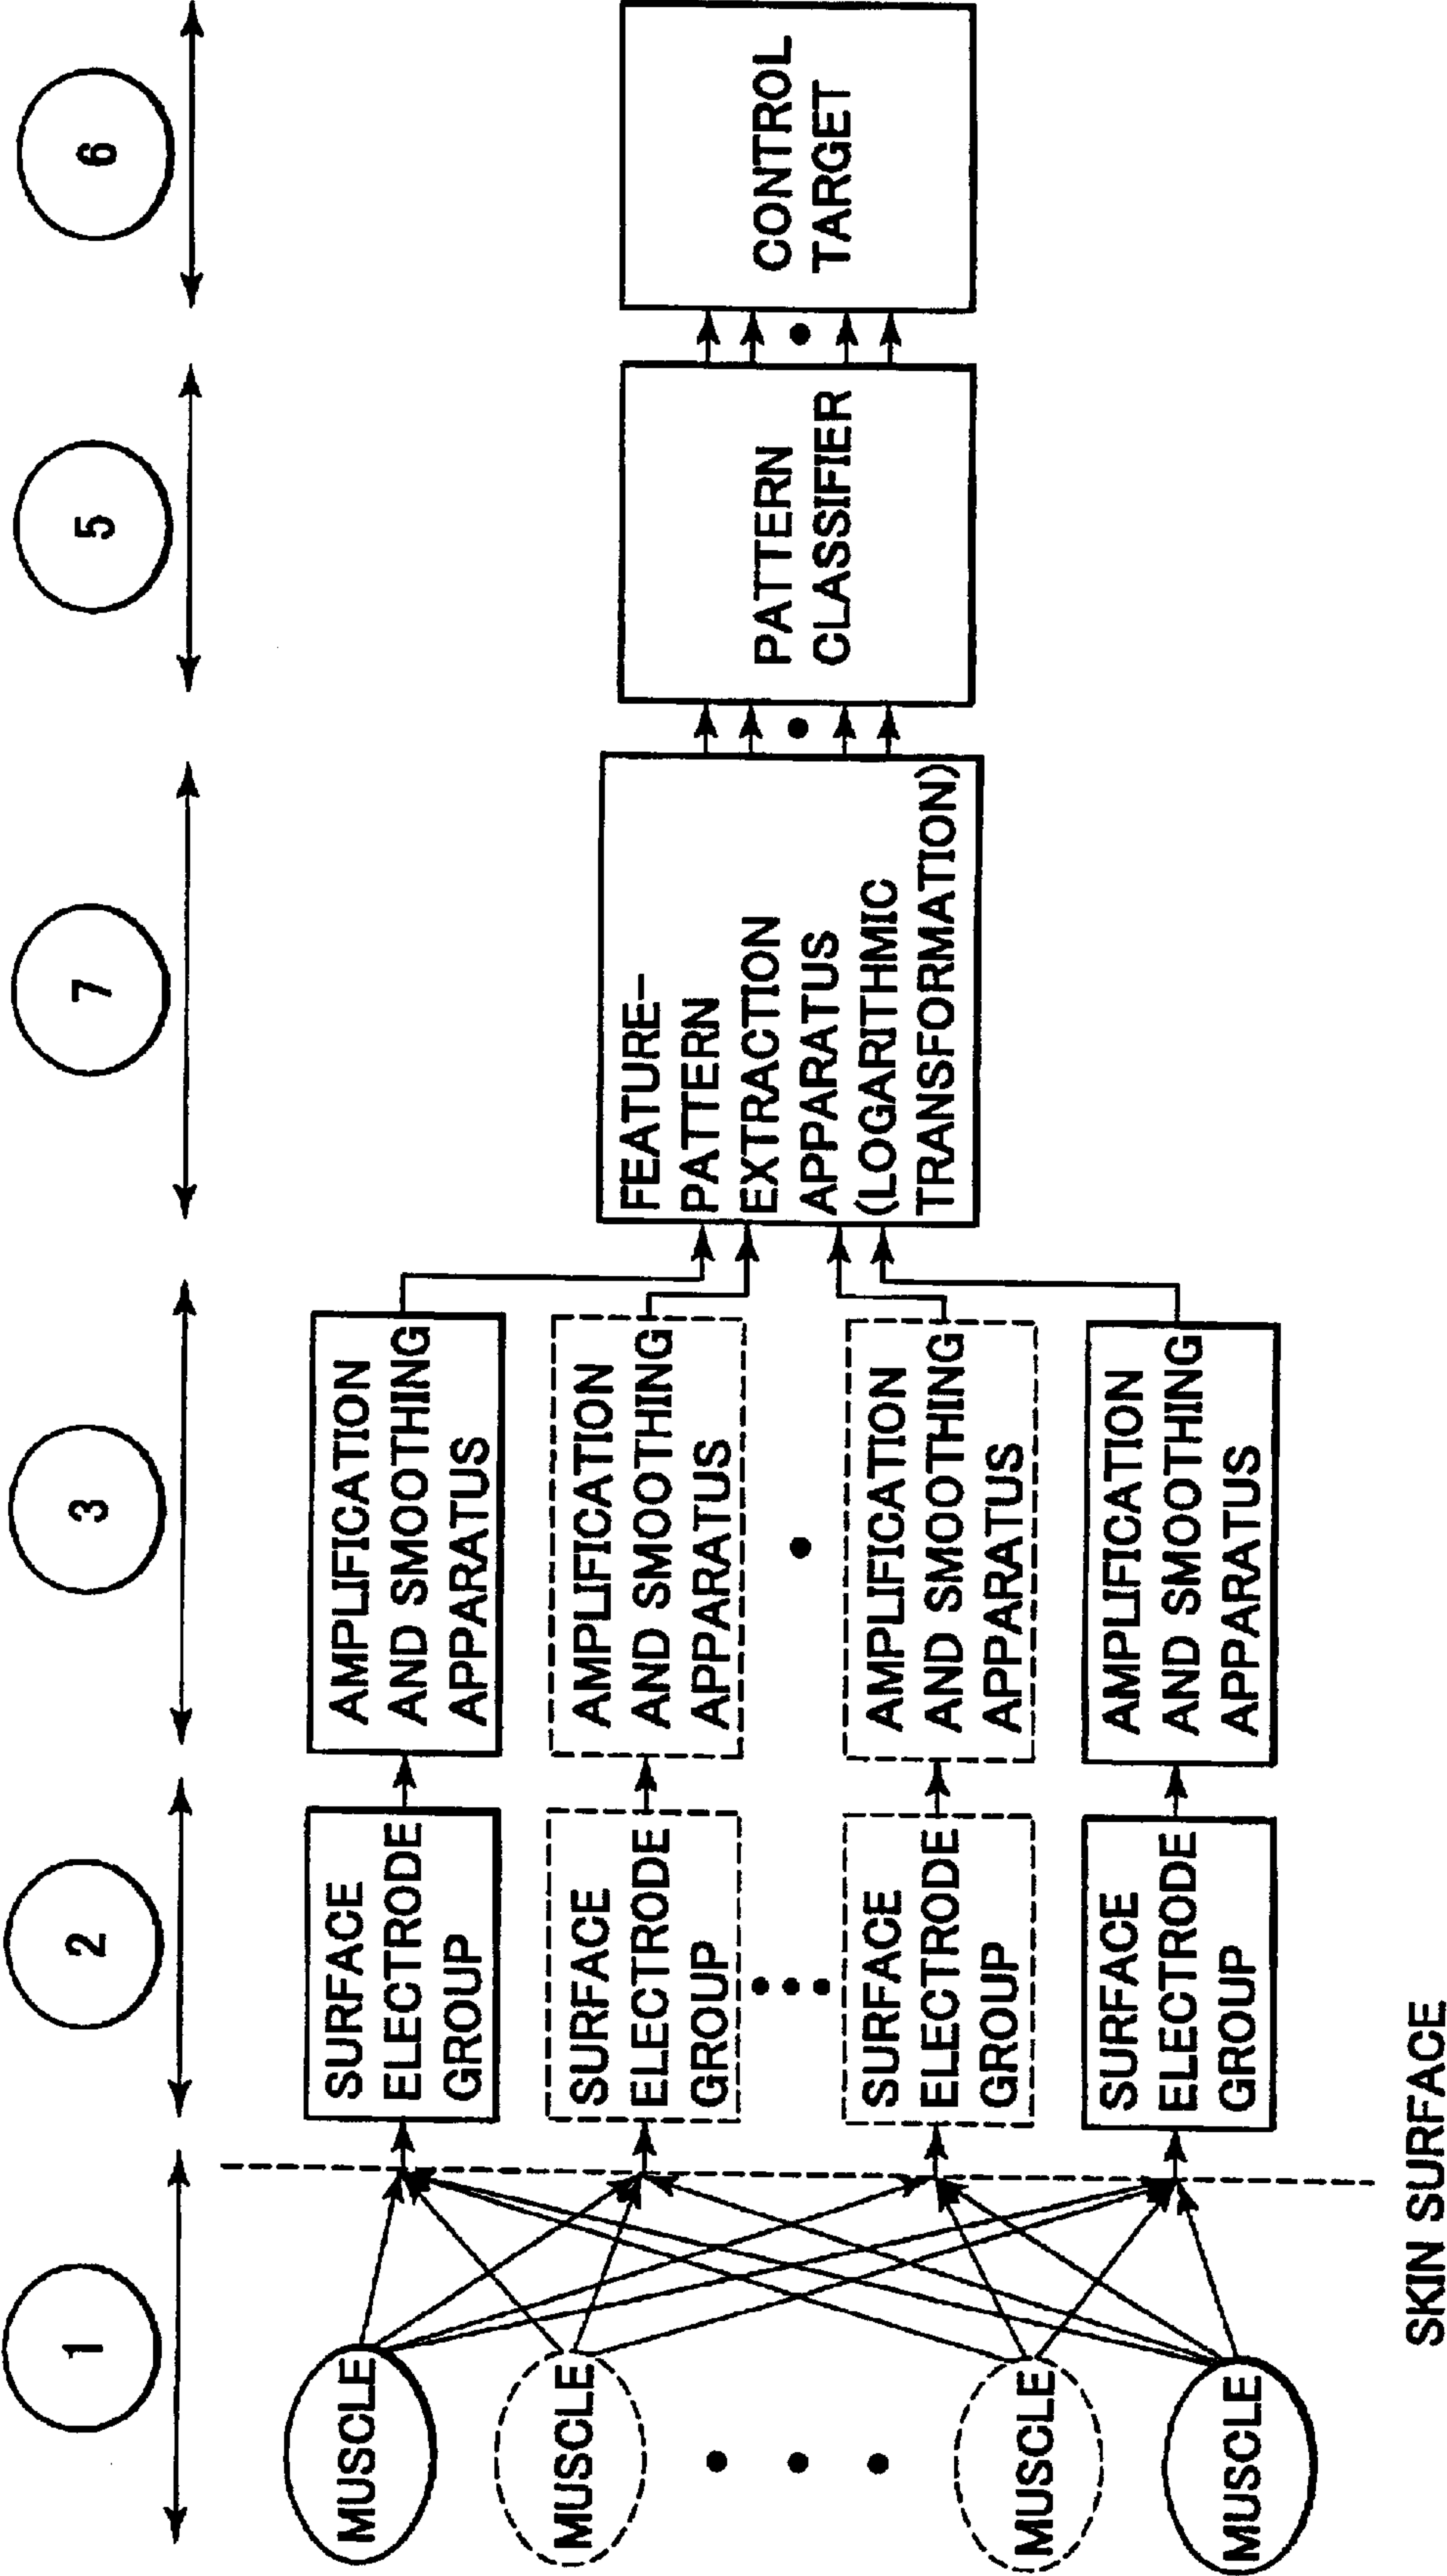 1
2
3
7
5
6
MUSCLE
MUSCLE
MUSCLE
MUSCLE
SKIN SURFACE
SURFACE
ELECTRODE
GROUP
SURFACE
ELECTRODE
GROUP
SURFACE
ELECTRODE
GROUP
SURFACE
ELECTRODE
GROUP
AMPLIFICATION
AND SMOOTHING
APPARATUS
AMPLIFICATION
AND SMOOTHING
APPARATUS
AMPLIFICATION
AND SMOOTHING
APPARATUS
AMPLIFICATION
AND SMOOTHING
APPARATUS
FEATURE-
PATTERN
EXTRACTION
APPARATUS
(LOGARITHMIC
TRANSFORMATION)
PATTERN
CLASSIFIER
CONTROL
TARGET